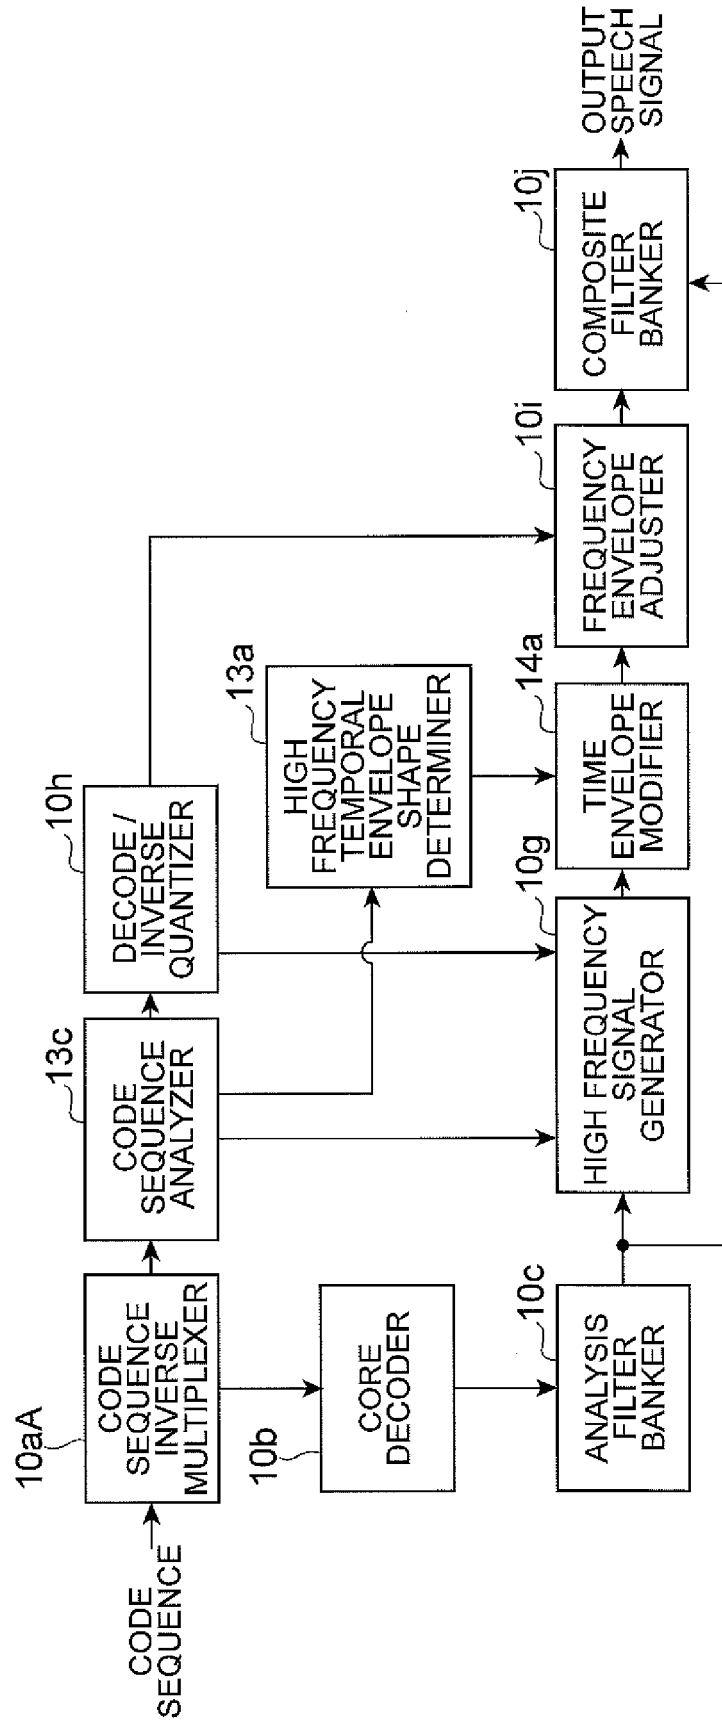 CODE
SEQUENCE
10aA
CODE
SEQUENCE
INVERSE
MULTIPLEXER
13c
CODE
SEQUENCE
ANALYZER
10h
DECODE /
INVERSE
QUANTIZER
13a
HIGH
FREQUENCY
TEMPORAL
ENVELOPE
SHAPE
DETERMINER
10b
CORE
DECODER
10c
ANALYSIS
FILTER
BANKER
10g
HIGH FREQUENCY
SIGNAL
GENERATOR
14a
TIME
ENVELOPE
MODIFIER
10i
FREQUENCY
ENVELOPE
ADJUSTER
10j
COMPOSITE
FILTER
BANKER
OUTPUT
SPEECH
SIGNAL